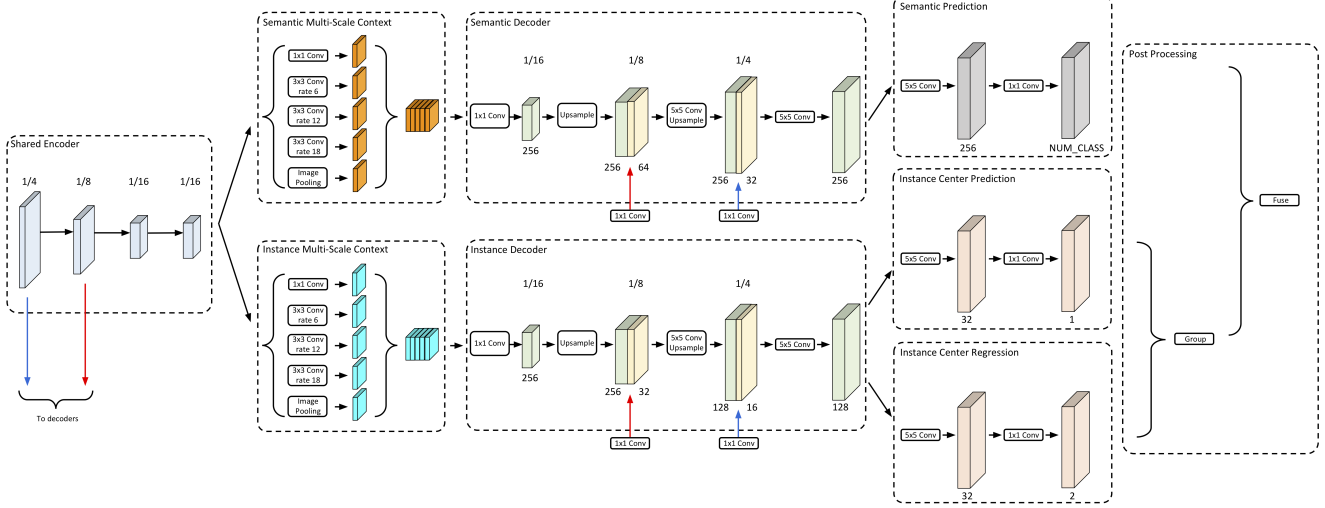 Shared Encoder
1/4
1/8
1/16
1/16
To decoders
Semantic Multi-Scale Context
1x1 Conv
3x3 Conv
rate 6
3x3 Conv
rate 12
3x3 Conv
rate 18
Image
Pooling
Semantic Decoder
1/16
1/8
1/4
1x1 Conv
256
Upsample
256
64
5x5 Conv
Upsample
256
32
5x5 Conv
256
1x1 Conv
1x1 Conv
Semantic Prediction
5x5 Conv
256
1x1 Conv
NUM_CLASS
Instance Multi-Scale Context
1x1 Conv
3x3 Conv
rate 6
3x3 Conv
rate 12
3x3 Conv
rate 18
Image
Pooling
Instance Decoder
1/16
1/8
1/4
1x1 Conv
256
Upsample
256
32
5x5 Conv
Upsample
128
16
5x5 Conv
128
1x1 Conv
1x1 Conv
Instance Center Prediction
5x5 Conv
32
1x1 Conv
1
Instance Center Regression
5x5 Conv
32
1x1 Conv
2
Post Processing
Group
Fuse